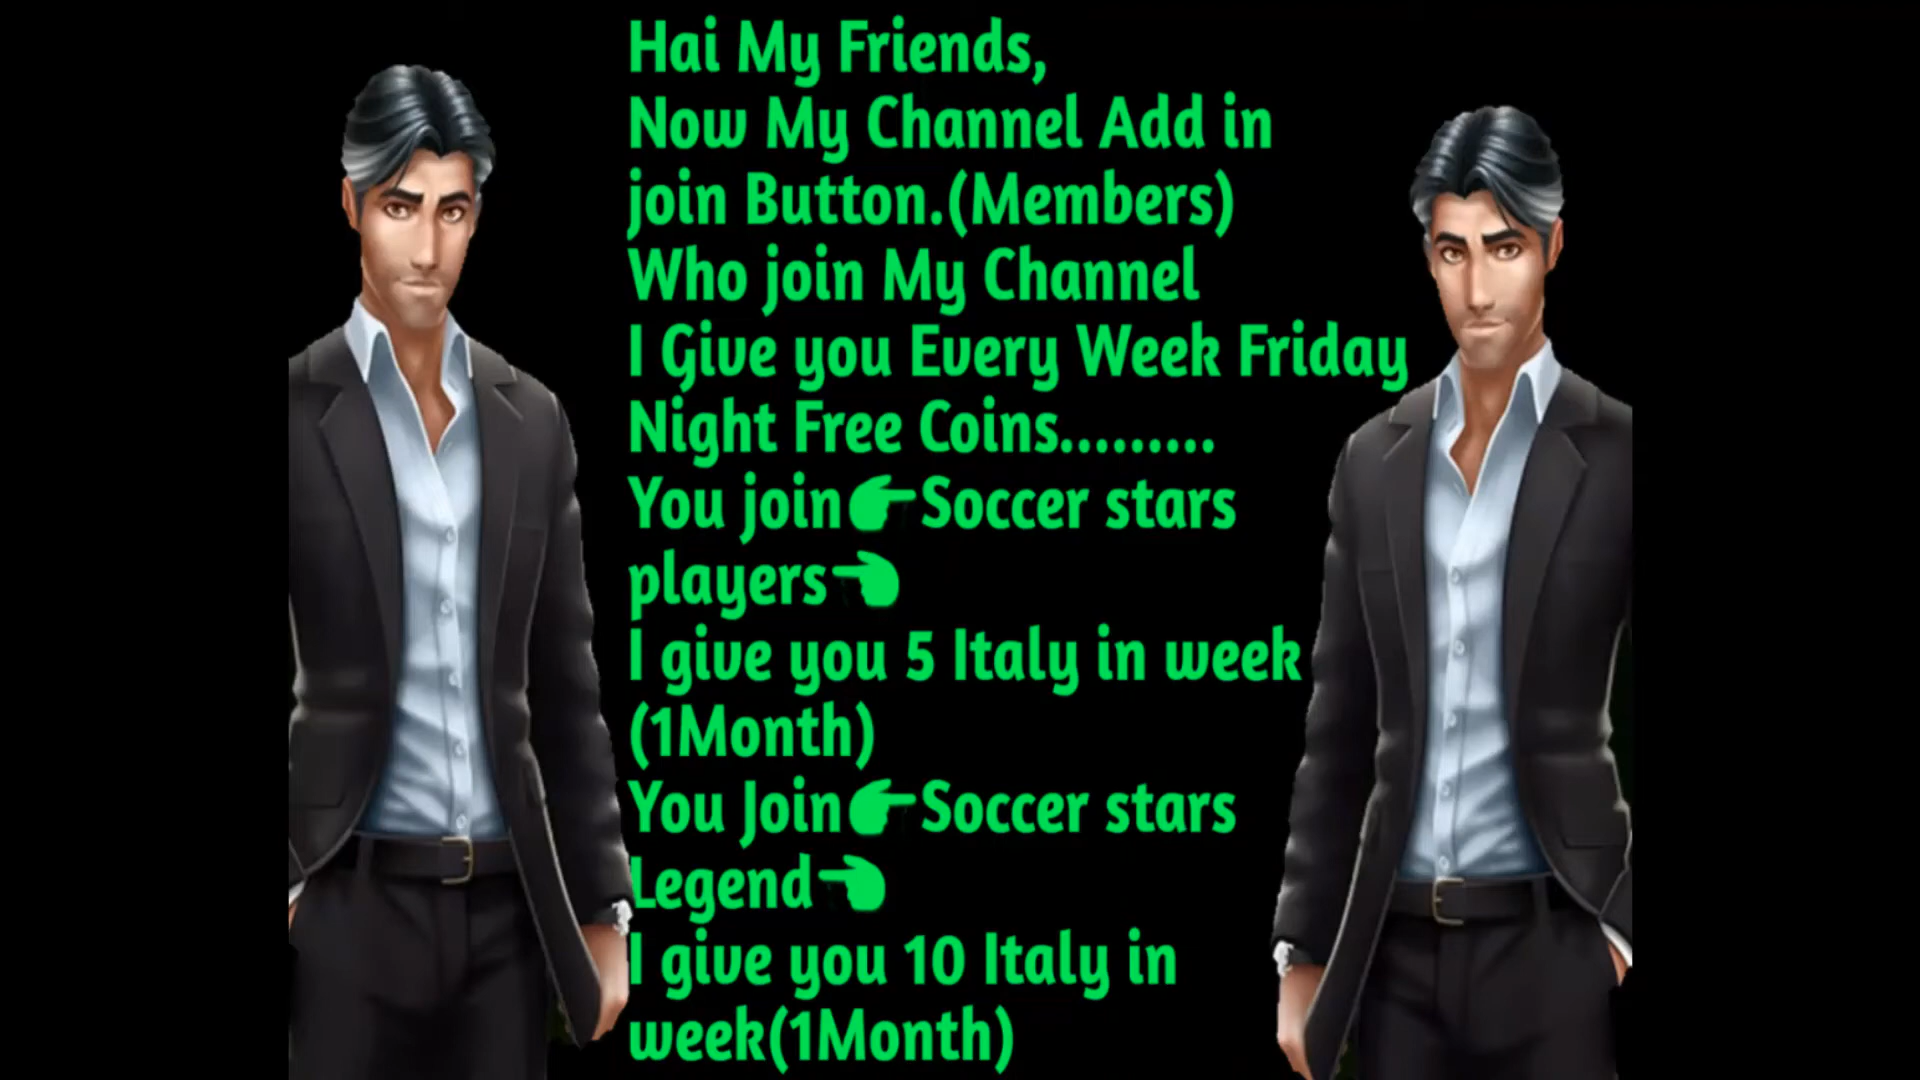 Hai My Friends,
Now My Channel Add in
join Button.(Members)
Who join My Channel
I Give you Every Week Friday
Night Free Coins.........
You join👉Soccer stars
players👈
I give you 5 Italy in week
(1Month)
You Join👉Soccer stars
Legend👈
I give you 10 Italy in
week(1Month)